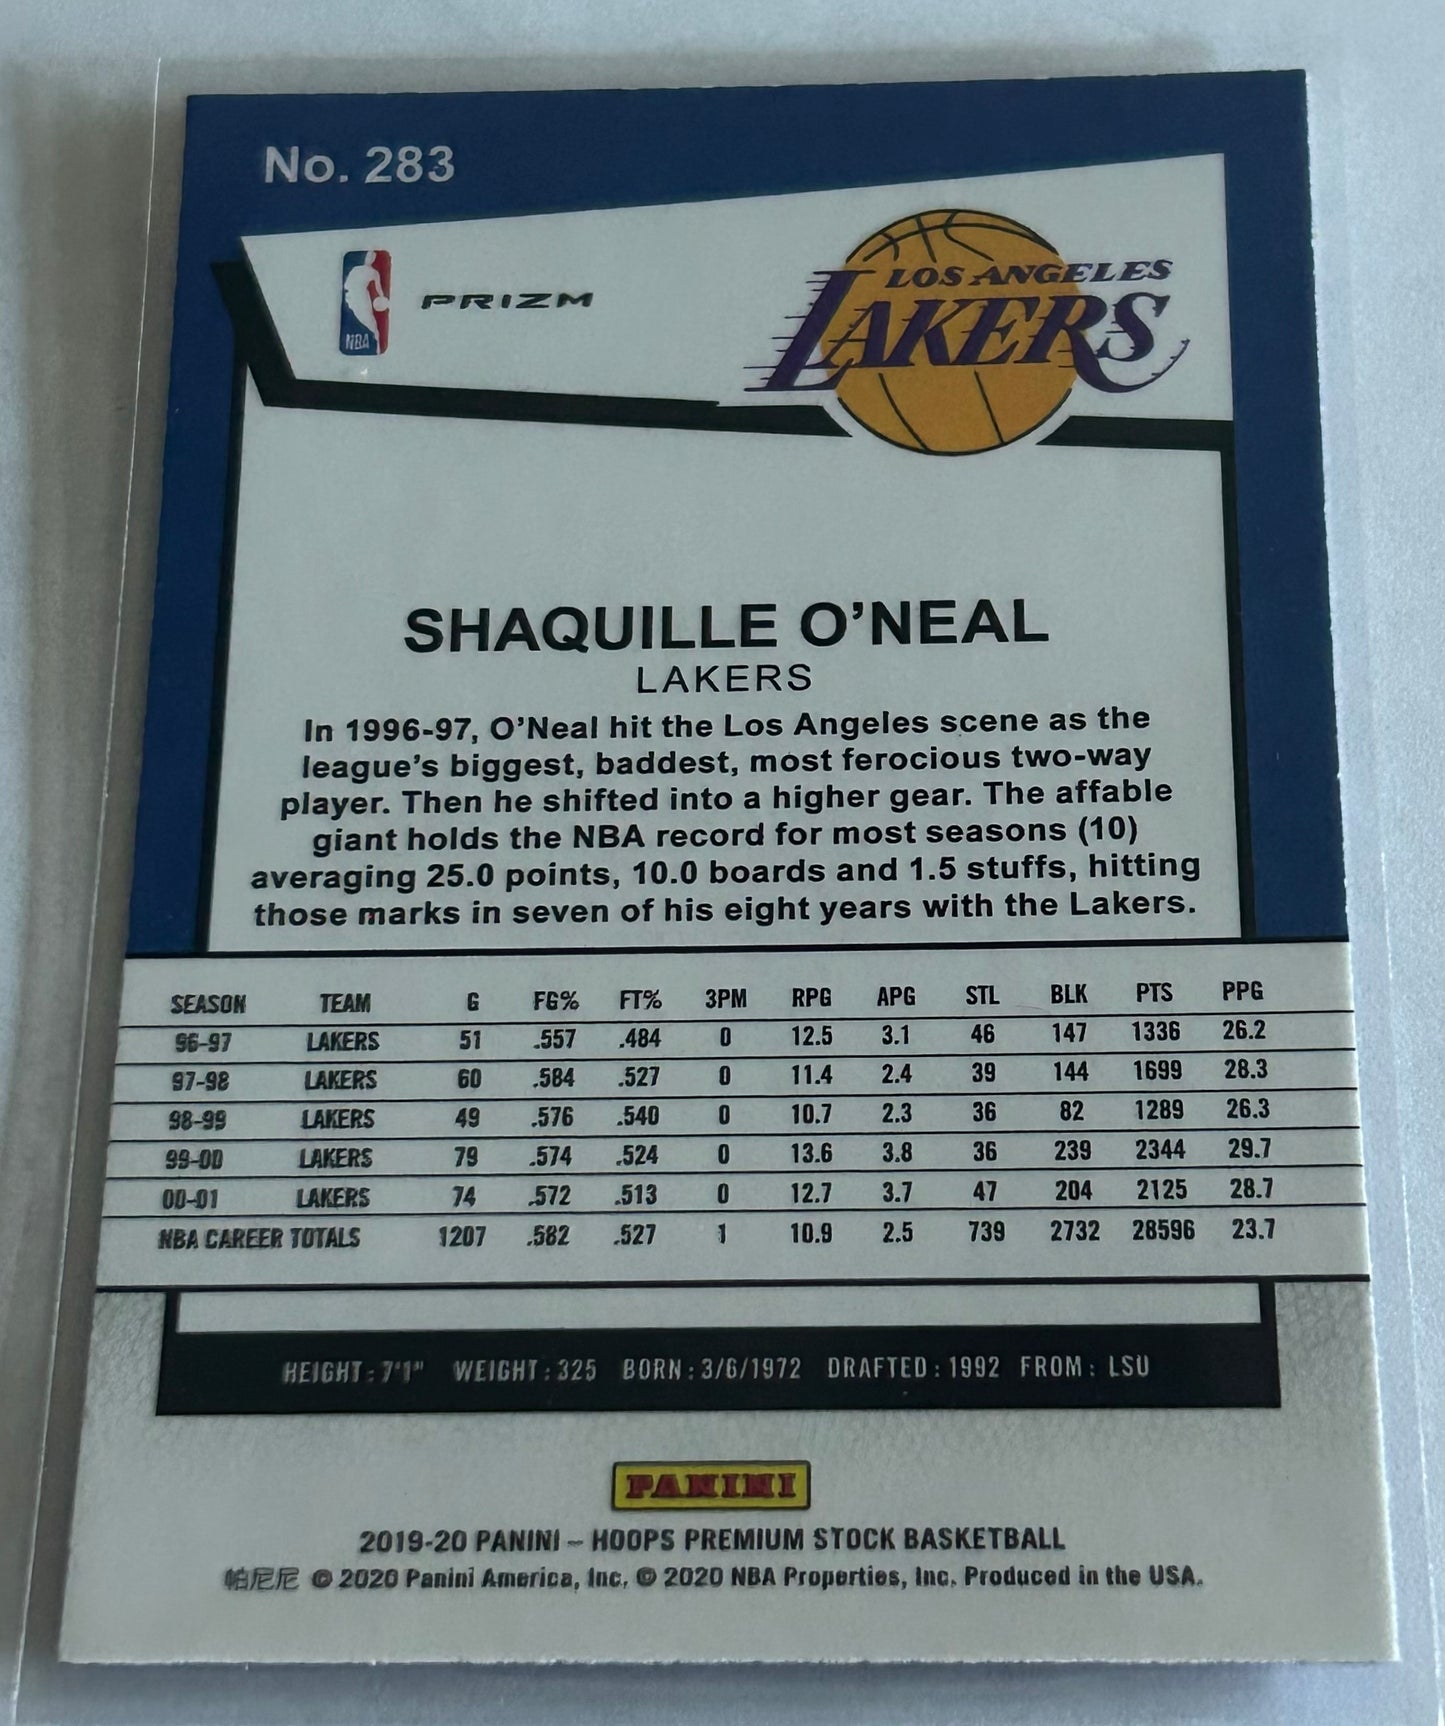 No. 283
NBA
PRIZM
LOS ANGELES
LAKERS
SHAQUILLE O'NEAL
LAKERS
In 1996-97, O'Neal hit the Los Angeles scene as the
league's biggest, baddest, most ferocious two-way
player. Then he shifted into a higher gear. The affable
giant holds the NBA record for most seasons (10)
averaging 25.0 points, 10.0 boards and 1.5 stuffs, hitting
those marks in seven of his eight years with the Lakers.
SEASON TEAM G FG% FT% 3PM RPG APG STL BLK PTS PPG
96-97 LAKERS 51 .557 .484 0 12.5 3.1 46 147 1336 26.2
97-98 LAKERS 60 .584 .527 0 11.4 2.4 39 144 1699 28.3
98-99 LAKERS 49 .576 .540 0 10.7 2.3 36 82 1289 26.3
99-00 LAKERS 79 .574 .524 0 13.6 3.8 36 239 2344 29.7
00-01 LAKERS 74 .572 .513 0 12.7 3.7 47 204 2125 28.7
NBA CAREER TOTALS 1207 .582 .527 1 10.9 2.5 739 2732 28596 23.7
HEIGHT: 7'1" WEIGHT: 325 BORN: 3/6/1972 DRAFTED: 1992 FROM: LSU
PANINI
2019-20 PANINI – HOOPS PREMIUM STOCK BASKETBALL
帕尼尼 © 2020 Panini America, Inc. © 2020 NBA Properties, Inc. Produced in the USA.